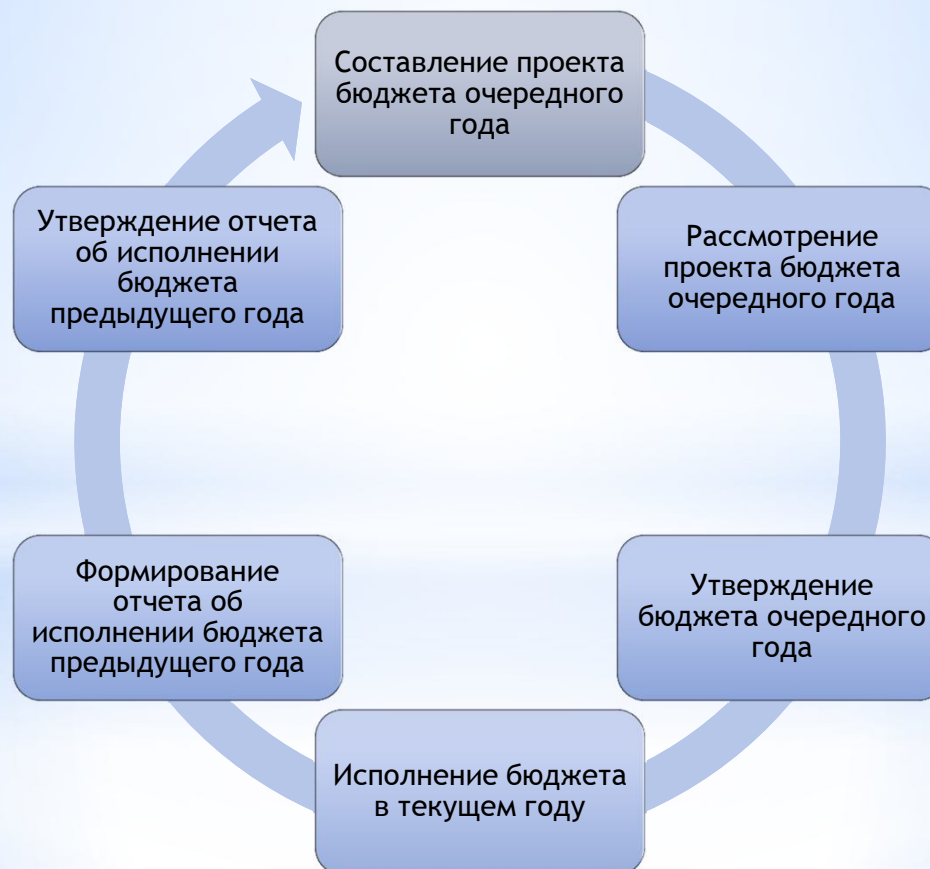 Составление проекта
бюджета очередного
года
Рассмотрение
проекта бюджета
очередного года
Утверждение
бюджета очередного
года
Исполнение бюджета
в текущем году
Формирование
отчета об
исполнении бюджета
предыдущего года
Утверждение отчета
об исполнении
бюджета
предыдущего года